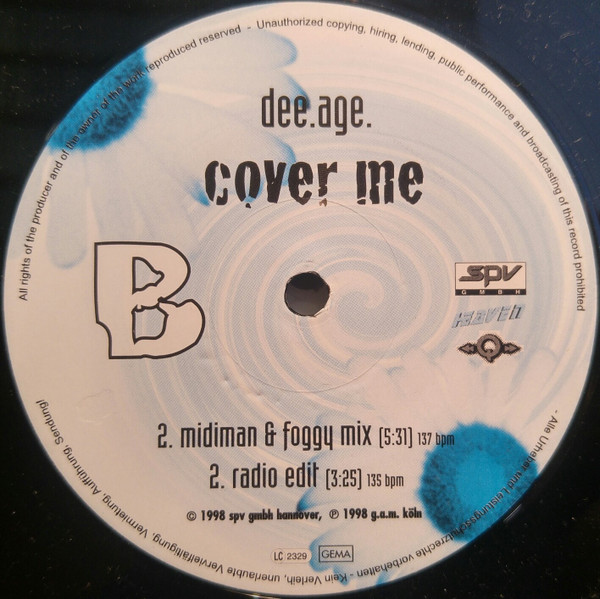 All rights of the producer and of the owner of the work reproduced reserved - Unauthorized copying, hiring, lending, public performance and broadcasting of this record prohibited
dee.age.
cover me
B
spv
GMBH
Q
2. midiman & foggy mix [5:31] 137 bpm
2. radio edit [3:25] 135 bpm
© 1998 spv gmbh hannover, ℗ 1998 g.a.m. köln
LC 2329 GEMA
- Alle Urheber und Leistungsschutzrechte vorbehalten - Kein Verleih, unerlaubte Vervielfältigung, Vermietung, Aufführung, Sendung!